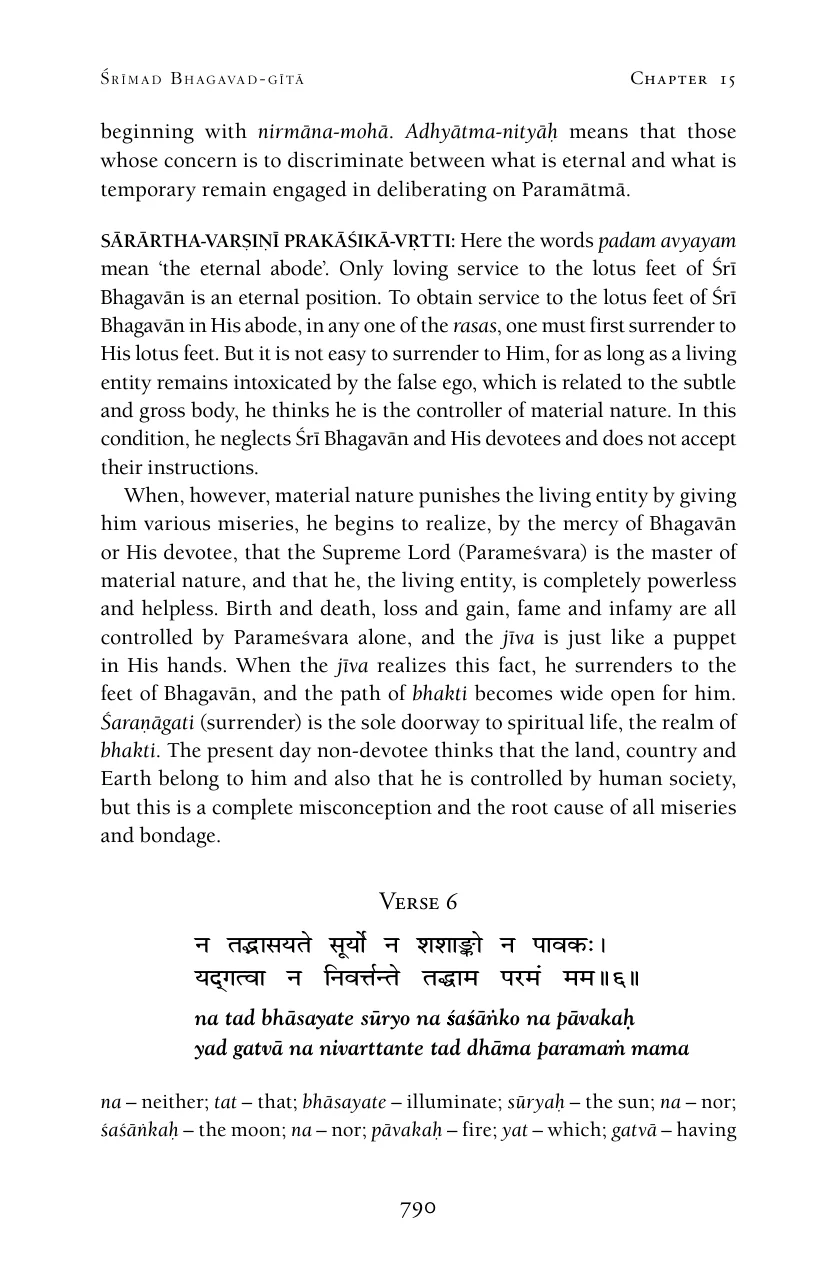 Śrīmad Bhagavad-gītā Chapter 15
beginning with nirmāna-mohā. Adhyātma-nityāḥ means that those
whose concern is to discriminate between what is eternal and what is
temporary remain engaged in deliberating on Paramātmā.
SĀRĀRTHA-VARṢIṆĪ PRAKĀŚIKĀ-VṚTTI: Here the words padam avyayam
mean ‘the eternal abode’. Only loving service to the lotus feet of Śrī
Bhagavān is an eternal position. To obtain service to the lotus feet of Śrī
Bhagavān in His abode, in any one of the rasas, one must first surrender to
His lotus feet. But it is not easy to surrender to Him, for as long as a living
entity remains intoxicated by the false ego, which is related to the subtle
and gross body, he thinks he is the controller of material nature. In this
condition, he neglects Śrī Bhagavān and His devotees and does not accept
their instructions.
When, however, material nature punishes the living entity by giving
him various miseries, he begins to realize, by the mercy of Bhagavān
or His devotee, that the Supreme Lord (Parameśvara) is the master of
material nature, and that he, the living entity, is completely powerless
and helpless. Birth and death, loss and gain, fame and infamy are all
controlled by Parameśvara alone, and the jīva is just like a puppet
in His hands. When the jīva realizes this fact, he surrenders to the
feet of Bhagavān, and the path of bhakti becomes wide open for him.
Śaraṇāgati (surrender) is the sole doorway to spiritual life, the realm of
bhakti. The present day non-devotee thinks that the land, country and
Earth belong to him and also that he is controlled by human society,
but this is a complete misconception and the root cause of all miseries
and bondage.
Verse 6
न तद्भासयते सूर्यो न शशाङ्को न पावकः।
यद्गत्वा न निवर्त्तन्ते तद्धाम परमं मम॥६॥
na tad bhāsayate sūryo na śaśāṅko na pāvakaḥ
yad gatvā na nivarttante tad dhāma paramaṁ mama
na – neither; tat – that; bhāsayate – illuminate; sūryaḥ – the sun; na – nor;
śaśāṅkaḥ – the moon; na – nor; pāvakaḥ – fire; yat – which; gatvā – having
790